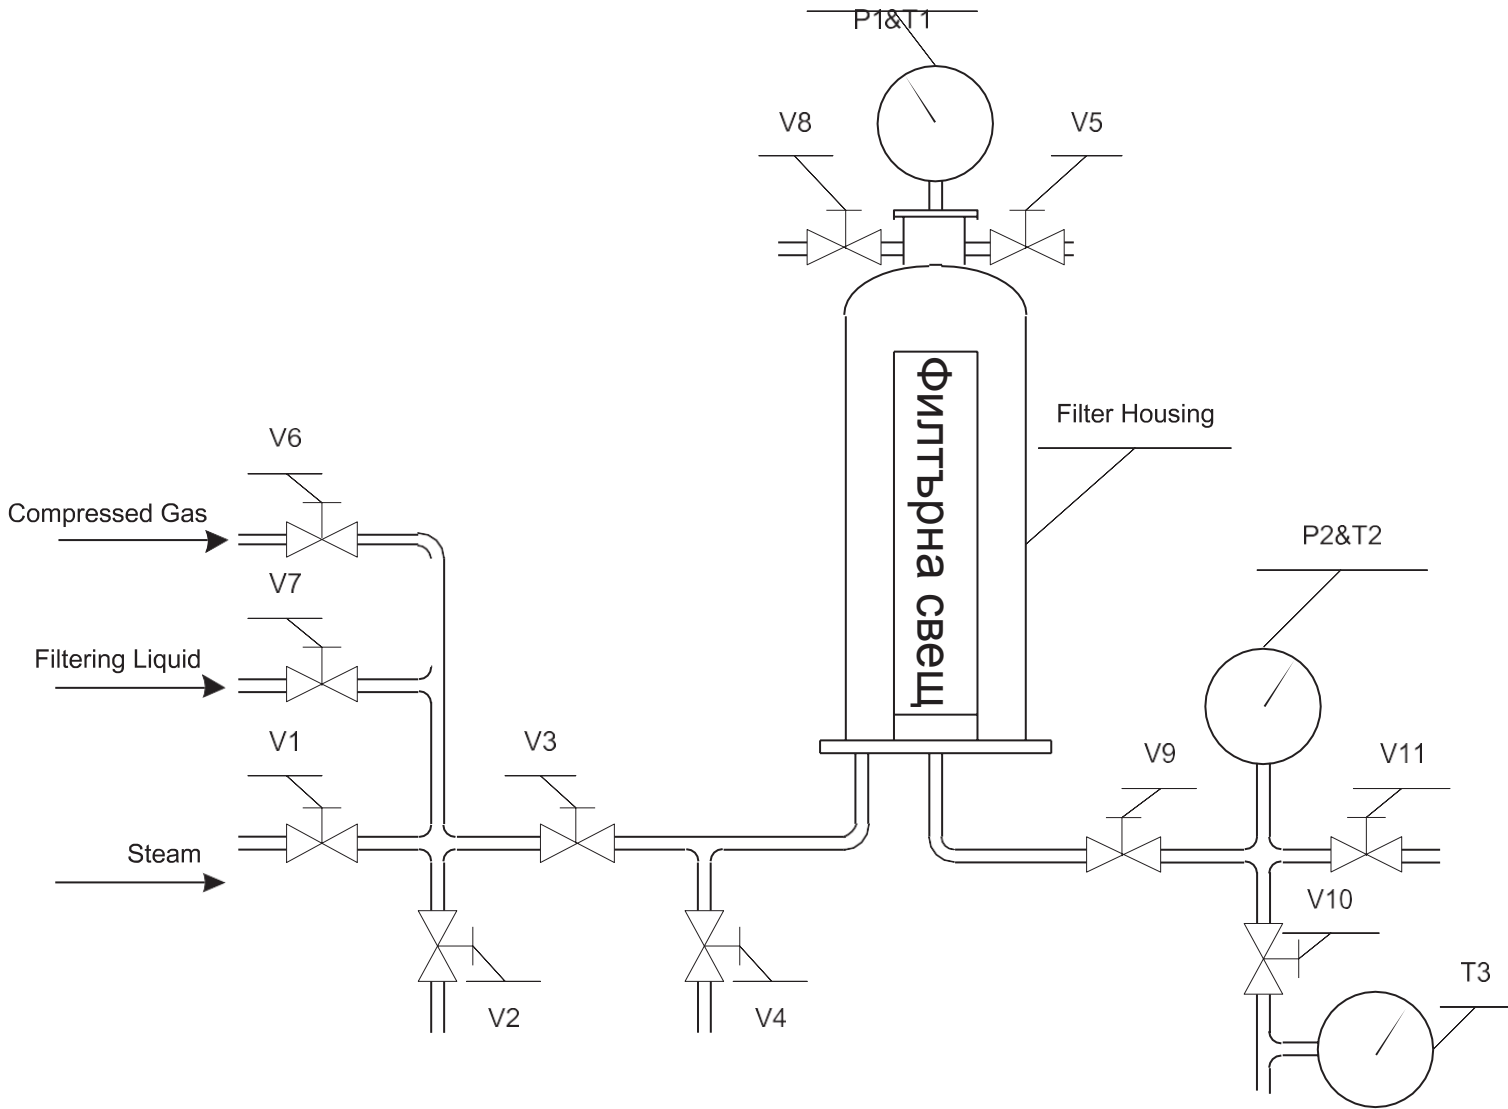 P1&T1
V8
V5
Филтърна свещ
Filter Housing
V6
Compressed Gas
P2&T2
V7
Filtering Liquid
V1
V3
V9
V11
Steam
V10
T3
V2
V4